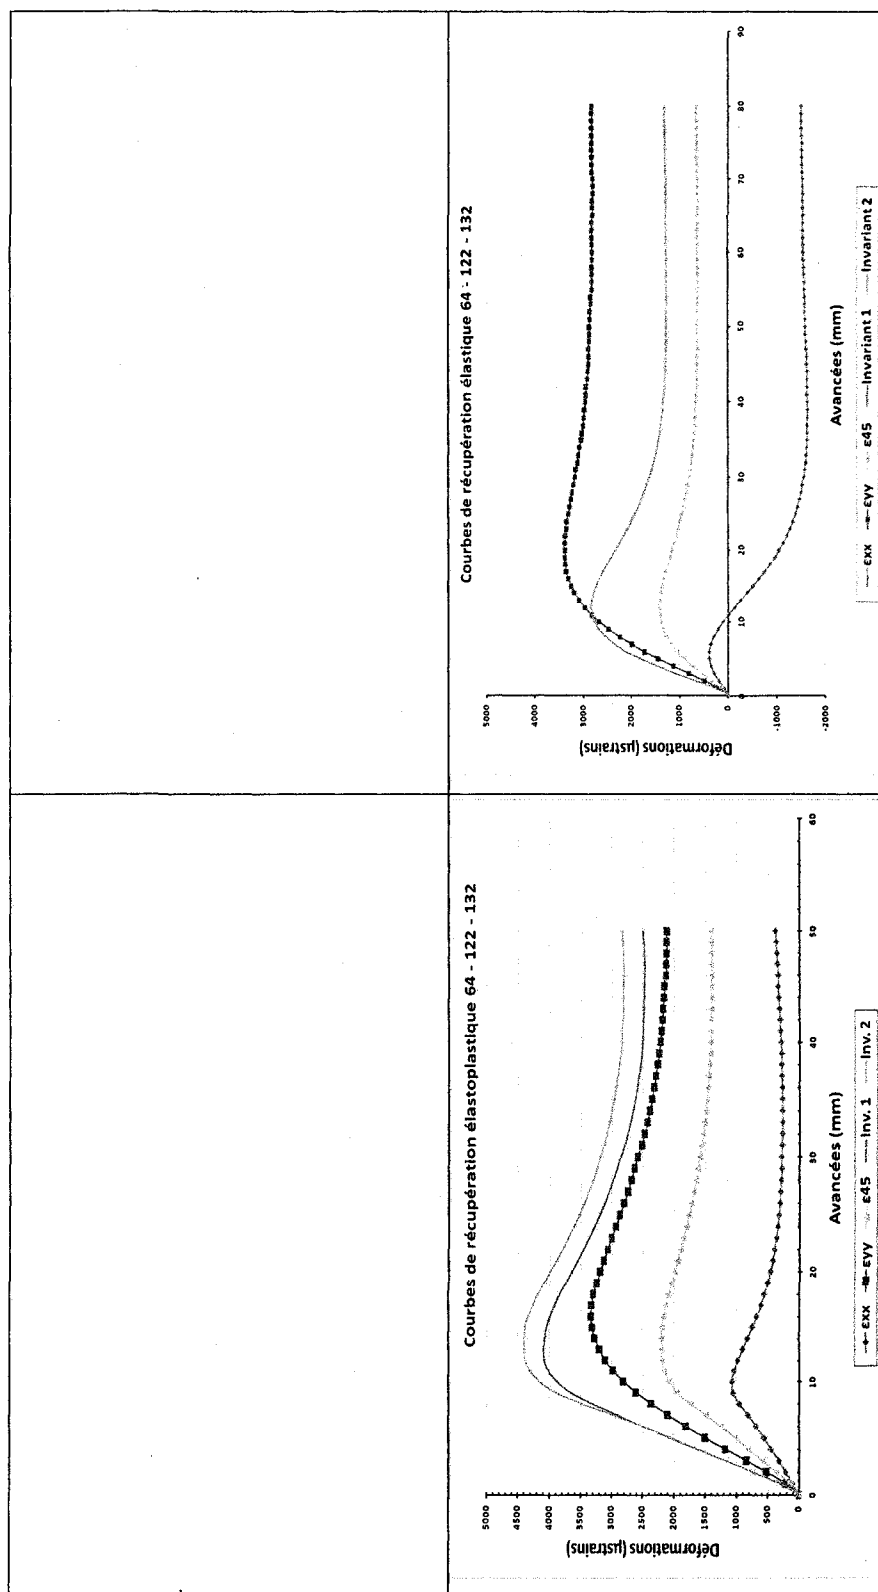 Courbes de récupération élastoplastique 64 - 122 - 132
Déformations (µstrains)
5000
4500
4000
3500
3000
2500
2000
1500
1000
500
0
0
10
20
30
40
50
60
Avancées (mm)
εxx
εyy
ε45
Inv. 1
Inv. 2
Courbes de récupération élastique 64 - 122 - 132
Déformations (µstrains)
5000
4000
3000
2000
1000
0
-1000
-2000
0
10
20
30
40
50
60
70
80
90
Avancées (mm)
εxx
εyy
ε45
Invariant 1
Invariant 2